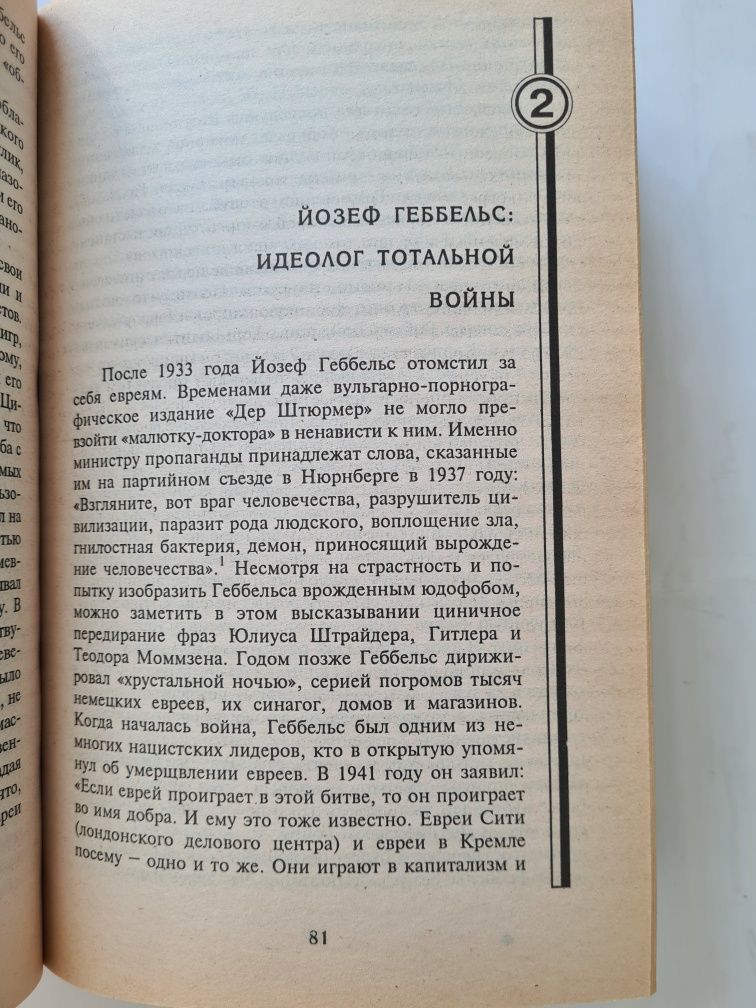 2
ЙОЗЕФ ГЕББЕЛЬС:
ИДЕОЛОГ ТОТАЛЬНОЙ
ВОЙНЫ
После 1933 года Йозеф Геббельс отомстил за
себя евреям. Временами даже вульгарно-порногра-
фическое издание «Дер Штюрмер» не могло пре-
взойти «малютку-доктора» в ненависти к ним. Именно
министру пропаганды принадлежат слова, сказанные
им на партийном съезде в Нюрнберге в 1937 году:
«Взгляните, вот враг человечества, разрушитель ци-
вилизации, паразит рода людского, воплощение зла,
гнилостная бактерия, демон, приносящий вырожде-
ние человечества».1 Несмотря на страстность и по-
пытку изобразить Геббельса врожденным юдофобом,
можно заметить в этом высказывании циничное
передирание фраз Юлиуса Штрайдера, Гитлера и
Теодора Моммзена. Годом позже Геббельс дирижи-
ровал «хрустальной ночью», серией погромов тысяч
немецких евреев, их синагог, домов и магазинов.
Когда началась война, Геббельс был одним из не-
многих нацистских лидеров, кто в открытую упомя-
нул об умерщвлении евреев. В 1941 году он заявил:
«Если еврей проиграет в этой битве, то он проиграет
во имя добра. И ему это тоже известно. Евреи Сити
(лондонского делового центра) и евреи в Кремле
посему — одно и то же. Они играют в капитализм и
81